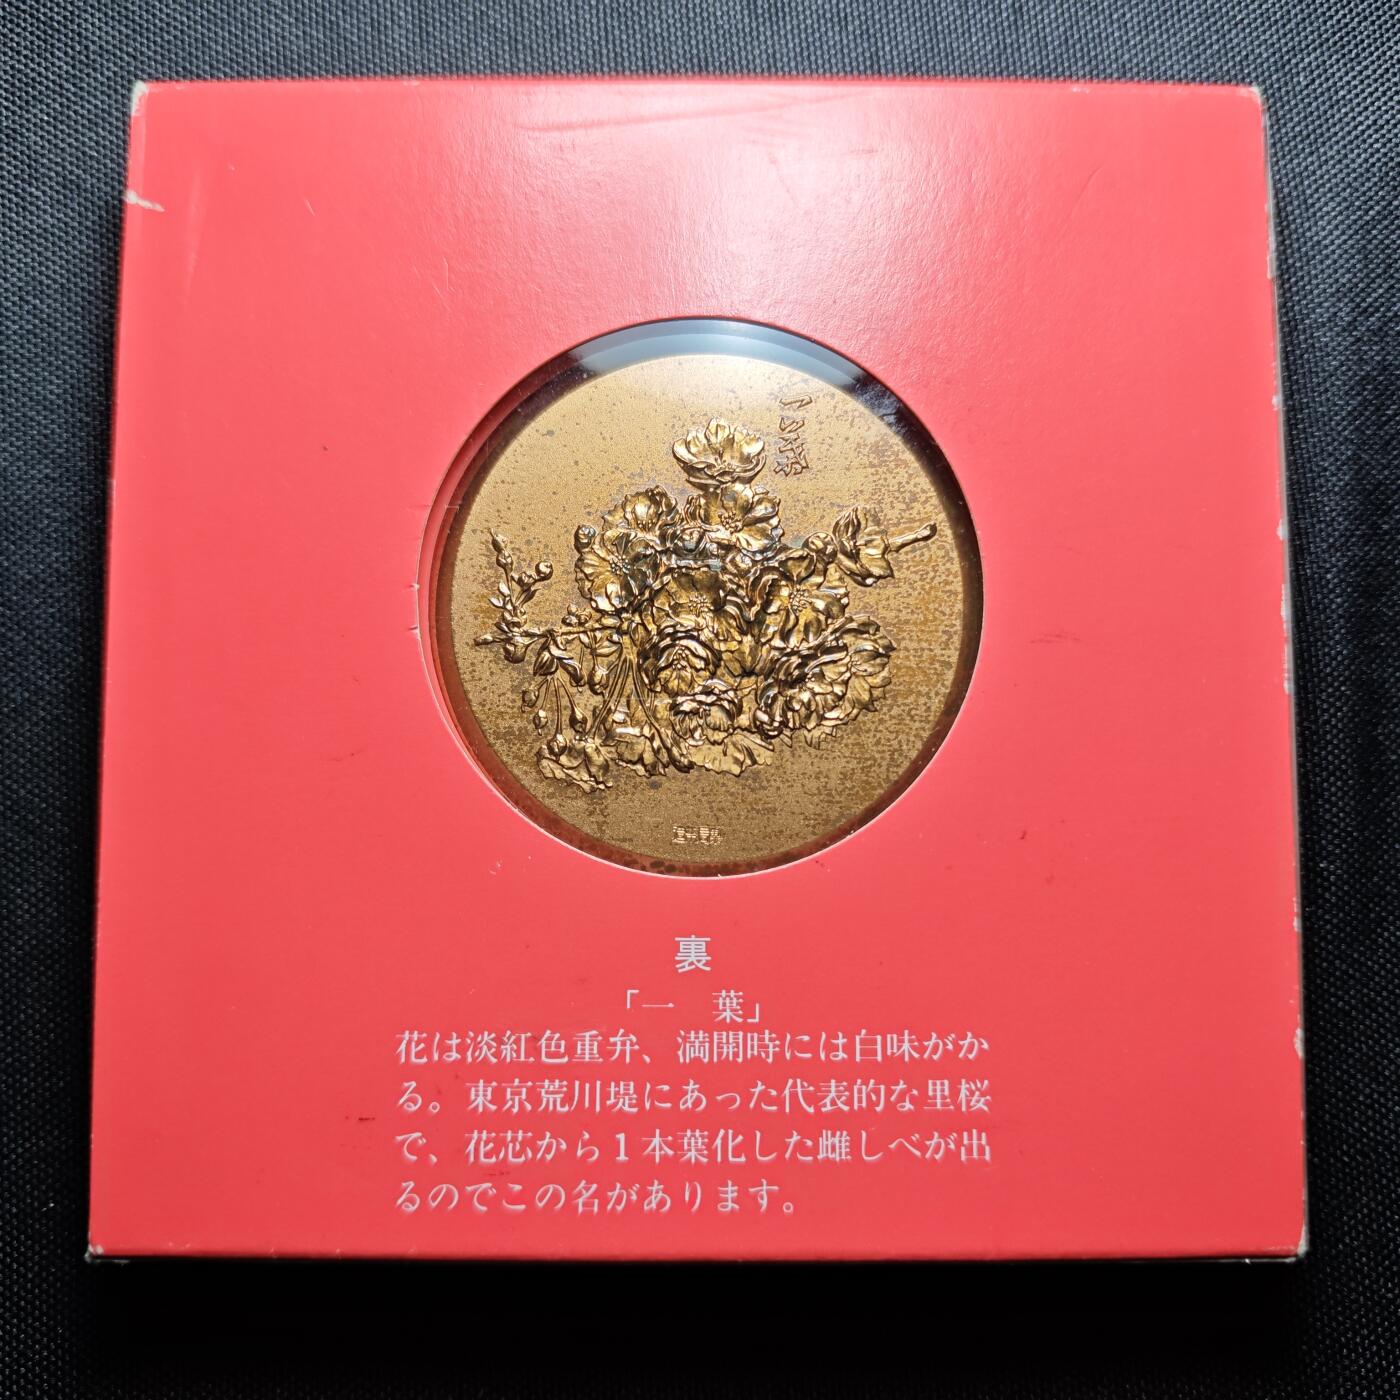 裏
「一　葉」
花は淡紅色重弁、満開時には白味がか
る。東京荒川堤にあった代表的な里桜
で、花芯から1本葉化した雌しべが出
るのでこの名があります。